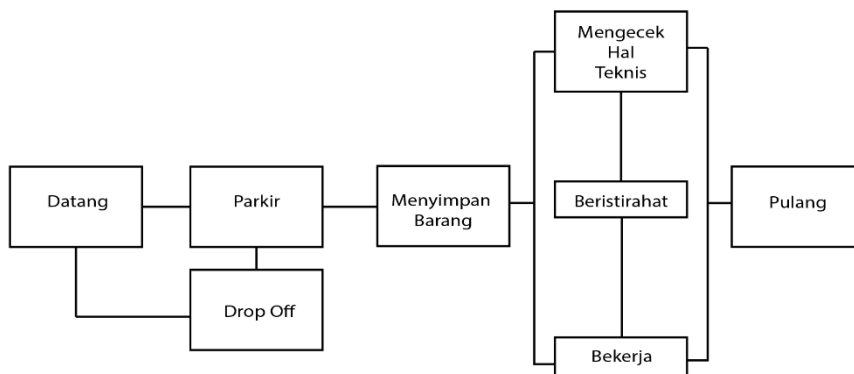 Mengecek
Hal
Teknis
Datang
Parkir
Menyimpan
Barang
Beristirahat
Pulang
Drop Off
Bekerja